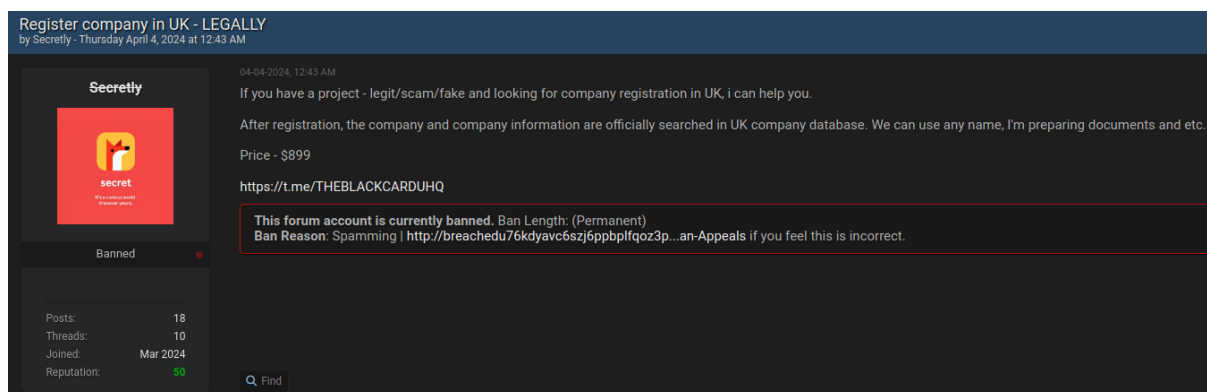 Register company in UK - LEGALLY
by Secretly - Thursday April 4, 2024 at 12:43 AM
Secretly
secret
Banned
Posts: 18
Threads: 10
Joined: Mar 2024
Reputation: 50
04-04-2024, 12:43 AM
If you have a project - legit/scam/fake and looking for company registration in UK, i can help you.
After registration, the company and company information are officially searched in UK company database. We can use any name, I'm preparing documents and etc.
Price - $899
https://t.me/THEBLACKCARDUHQ
This forum account is currently banned. Ban Length: (Permanent)
Ban Reason: Spamming | http://breachedu76kdyavc6szj6ppbplfqoz3p...an-Appeals if you feel this is incorrect.
Find